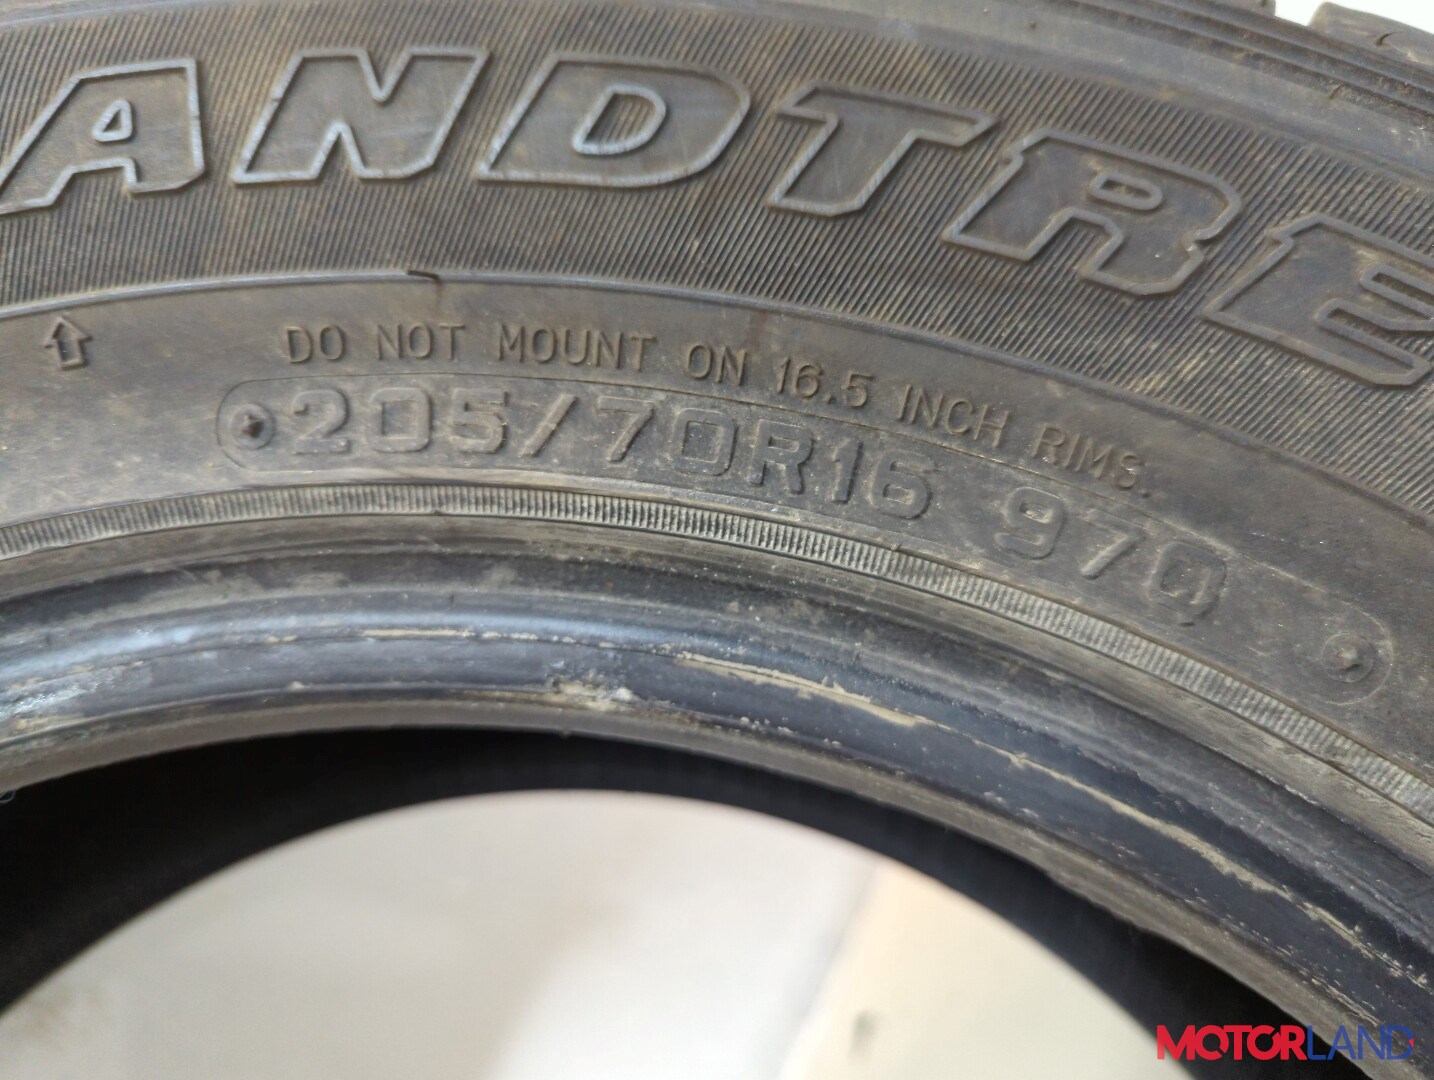 ANDTRE
DO NOT MOUNT ON 16.5 INCH RIMS.
205/70R16 97Q
MOTORLAND